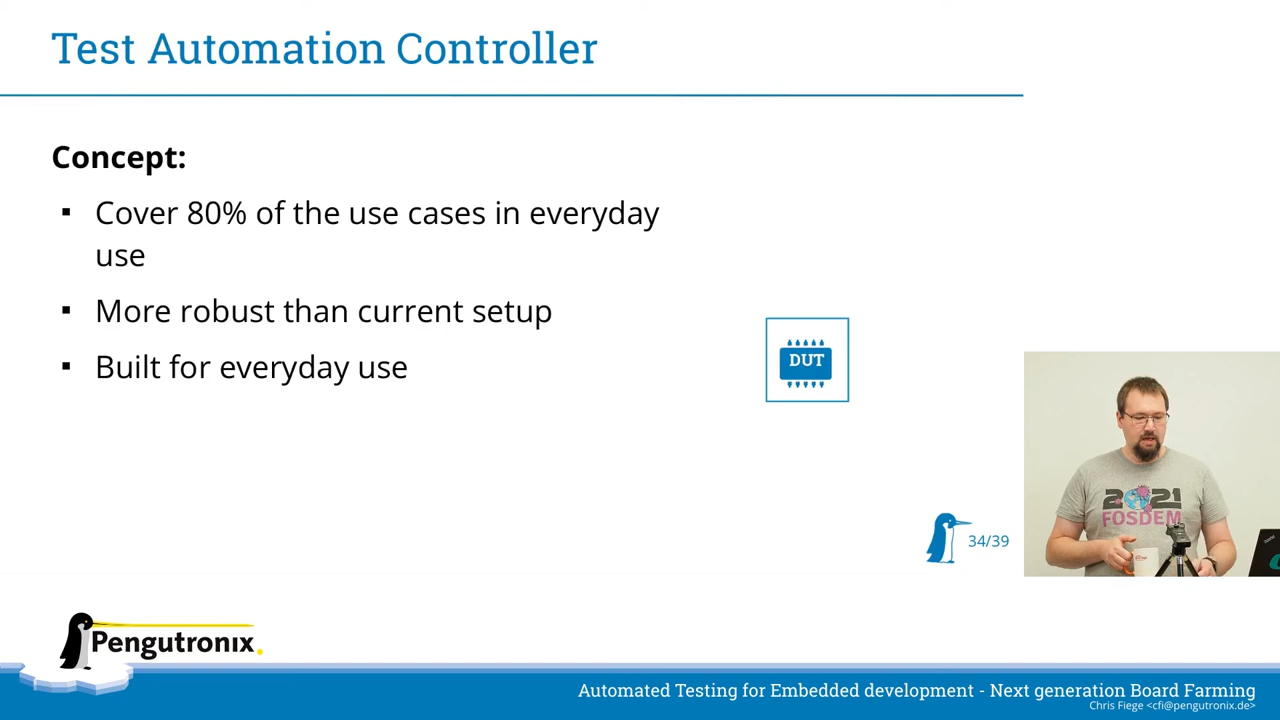 Test Automation Controller
Concept:
▪ Cover 80% of the use cases in everyday
use
▪ More robust than current setup
▪ Built for everyday use
DUT
2021
FOSDEM
34/39
Pengutronix
Automated Testing for Embedded development - Next generation Board Farming
Chris Fiege <cfi@pengutronix.de>